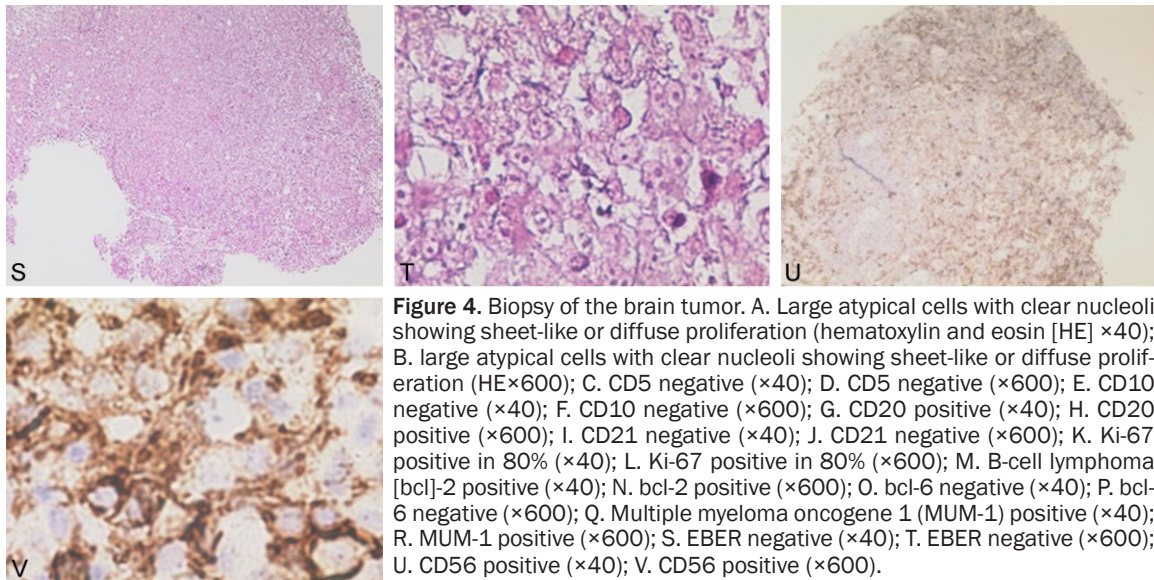 S
T
U
V
Figure 4. Biopsy of the brain tumor. A. Large atypical cells with clear nucleoli
showing sheet-like or diffuse proliferation (hematoxylin and eosin [HE] ×40);
B. large atypical cells with clear nucleoli showing sheet-like or diffuse prolif-
eration (HE×600); C. CD5 negative (×40); D. CD5 negative (×600); E. CD10
negative (×40); F. CD10 negative (×600); G. CD20 positive (×40); H. CD20
positive (×600); I. CD21 negative (×40); J. CD21 negative (×600); K. Ki-67
positive in 80% (×40); L. Ki-67 positive in 80% (×600); M. B-cell lymphoma
[bcl]-2 positive (×40); N. bcl-2 positive (×600); O. bcl-6 negative (×40); P. bcl-
6 negative (×600); Q. Multiple myeloma oncogene 1 (MUM-1) positive (×40);
R. MUM-1 positive (×600); S. EBER negative (×40); T. EBER negative (×600);
U. CD56 positive (×40); V. CD56 positive (×600).